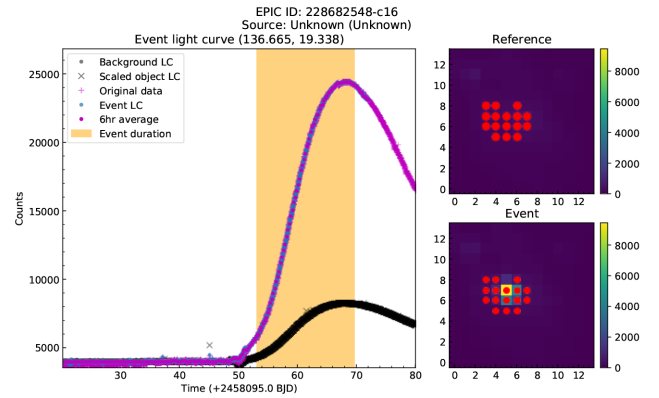 EPIC ID: 228682548-c16
Source: Unknown (Unknown)
Event light curve (136.665, 19.338)
Background LC
Scaled object LC
Original data
Event LC
6hr average
Event duration
25000
20000
15000
10000
5000
Counts
30 40 50 60 70 80
Time (+2458095.0 BJD)
Reference
12
10
8
6
4
2
0
0 2 4 6 8 10 12
8000
6000
4000
2000
0
Event
12
10
8
6
4
2
0
0 2 4 6 8 10 12
8000
6000
4000
2000
0